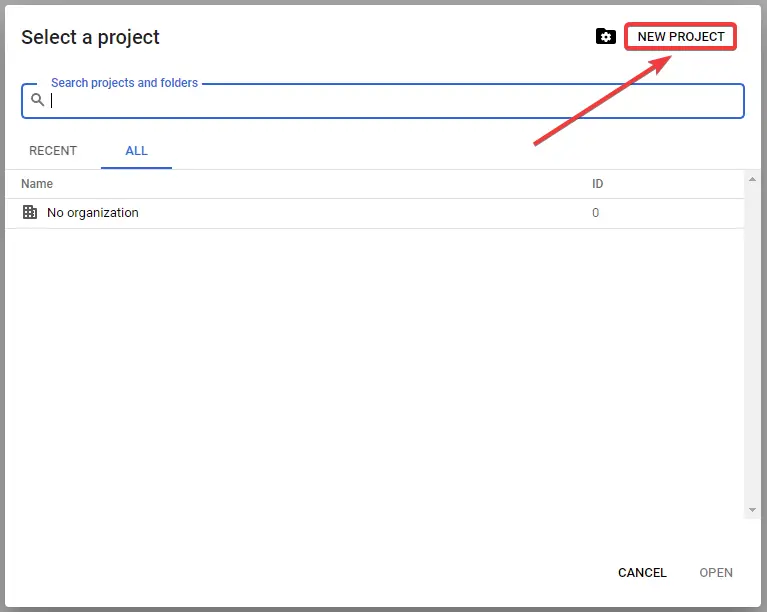 Select a project
NEW PROJECT
Search projects and folders
RECENT
ALL
Name
ID
No organization
0
CANCEL
OPEN